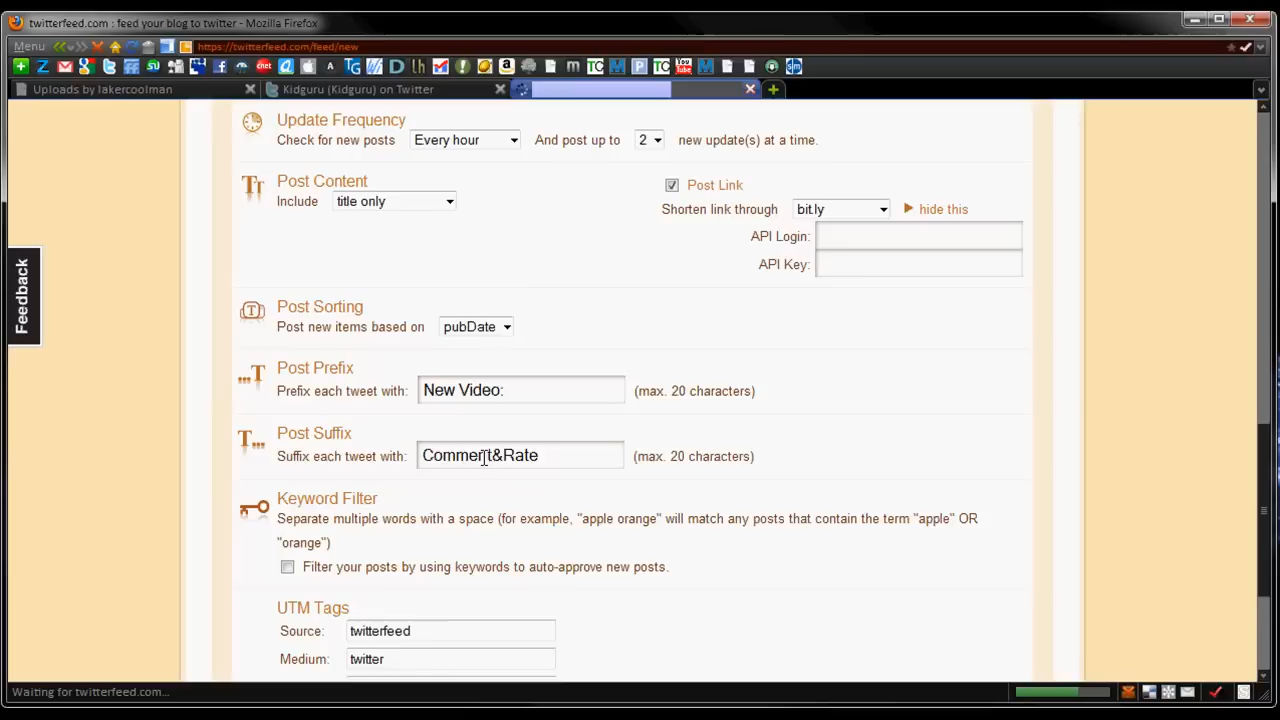 twitterfeed.com : feed your blog to twitter - Mozilla Firefox
Menu https://twitterfeed.com/feed/new
Uploads by lakercoolman Kidguru (Kidguru) on Twitter
Update Frequency
Check for new posts Every hour And post up to 2 new update(s) at a time.
Post Content
Include title only
Post Link
Shorten link through bit.ly hide this
API Login:
API Key:
Feedback
Post Sorting
Post new items based on pubDate
Post Prefix
Prefix each tweet with: New Video: (max. 20 characters)
Post Suffix
Suffix each tweet with: Comment&Rate (max. 20 characters)
Keyword Filter
Separate multiple words with a space (for example, "apple orange" will match any posts that contain the term "apple" OR
"orange")
Filter your posts by using keywords to auto-approve new posts.
UTM Tags
Source: twitterfeed
Medium: twitter
Waiting for twitterfeed.com...